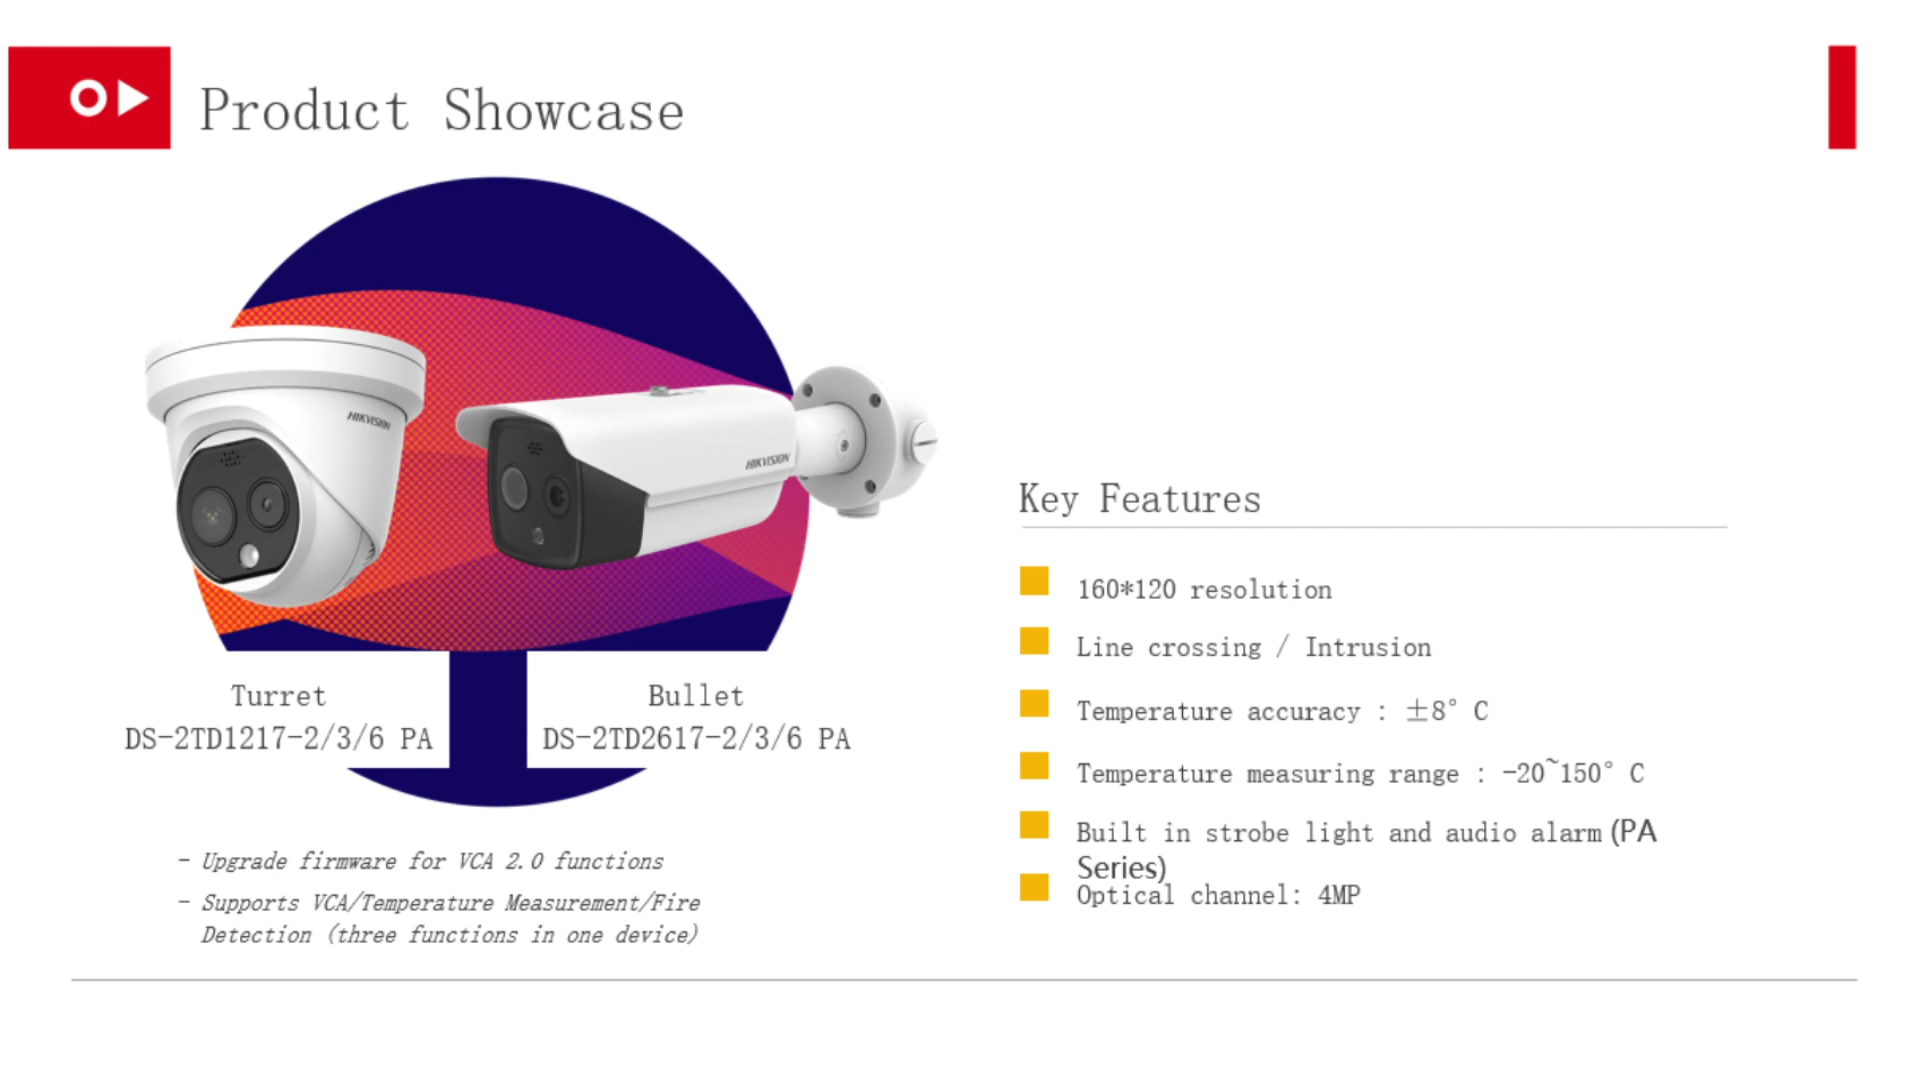 Product Showcase
HIKVISION
HIKVISION
Turret
DS-2TD1217-2/3/6 PA
Bullet
DS-2TD2617-2/3/6 PA
- Upgrade firmware for VCA 2.0 functions
- Supports VCA/Temperature Measurement/Fire
Detection (three functions in one device)
Key Features
160*120 resolution
Line crossing / Intrusion
Temperature accuracy : ±8° C
Temperature measuring range : -20~150° C
Built in strobe light and audio alarm (PA
Series)
Optical channel: 4MP